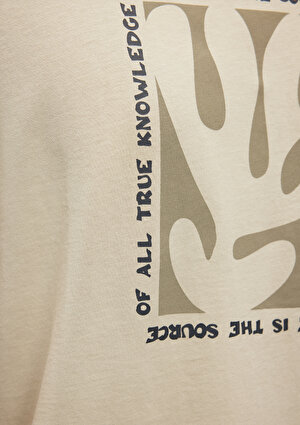 IS THE SOURCE
OF ALL TRUE KNOWLEDGE